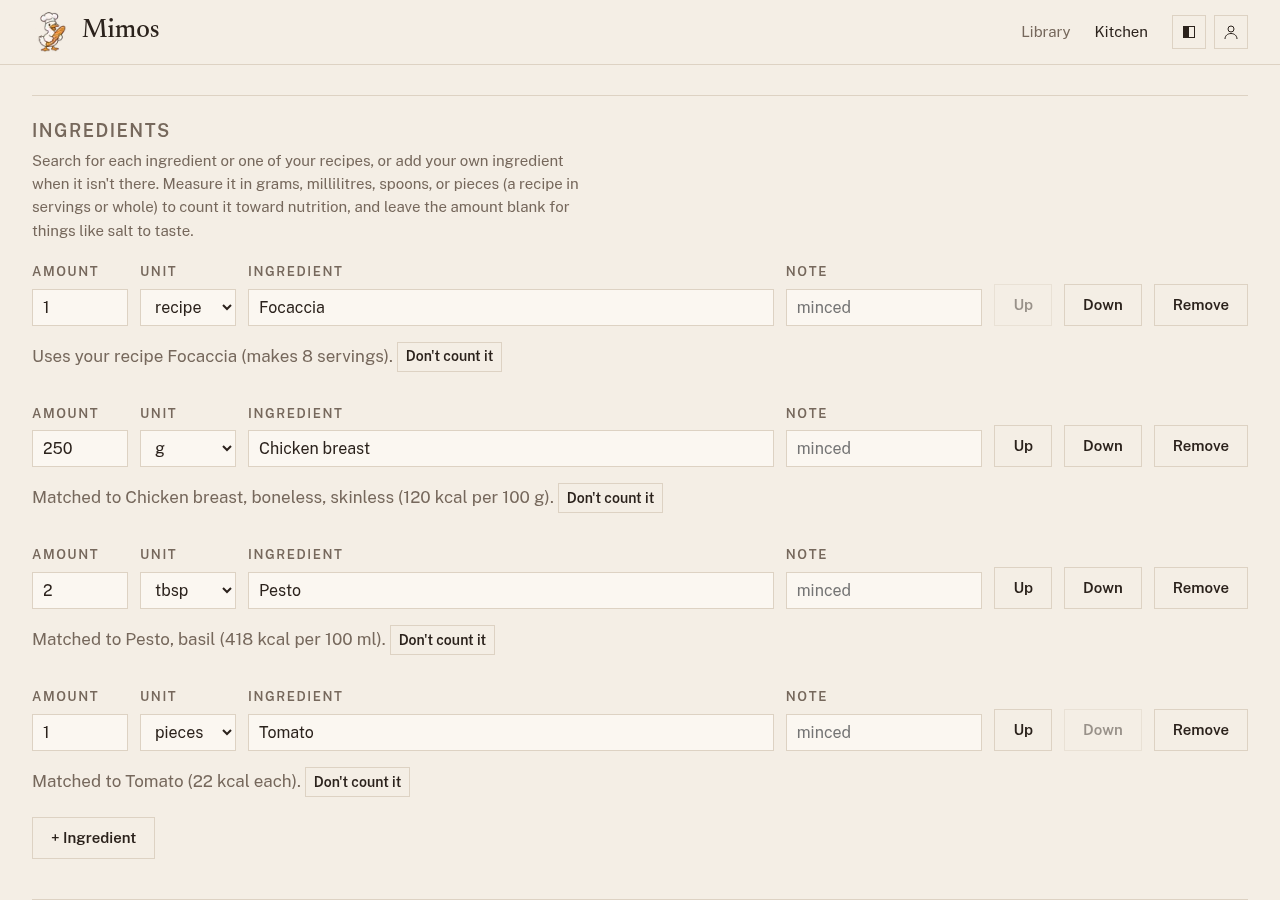 Mimos
Library Kitchen
INGREDIENTS
Search for each ingredient or one of your recipes, or add your own ingredient
when it isn't there. Measure it in grams, millilitres, spoons, or pieces (a recipe in
servings or whole) to count it toward nutrition, and leave the amount blank for
things like salt to taste.
AMOUNT UNIT INGREDIENT NOTE
1 recipe Focaccia minced Up Down Remove
Uses your recipe Focaccia (makes 8 servings). Don't count it
AMOUNT UNIT INGREDIENT NOTE
250 g Chicken breast minced Up Down Remove
Matched to Chicken breast, boneless, skinless (120 kcal per 100 g). Don't count it
AMOUNT UNIT INGREDIENT NOTE
2 tbsp Pesto minced Up Down Remove
Matched to Pesto, basil (418 kcal per 100 ml). Don't count it
AMOUNT UNIT INGREDIENT NOTE
1 pieces Tomato minced Up Down Remove
Matched to Tomato (22 kcal each). Don't count it
+ Ingredient